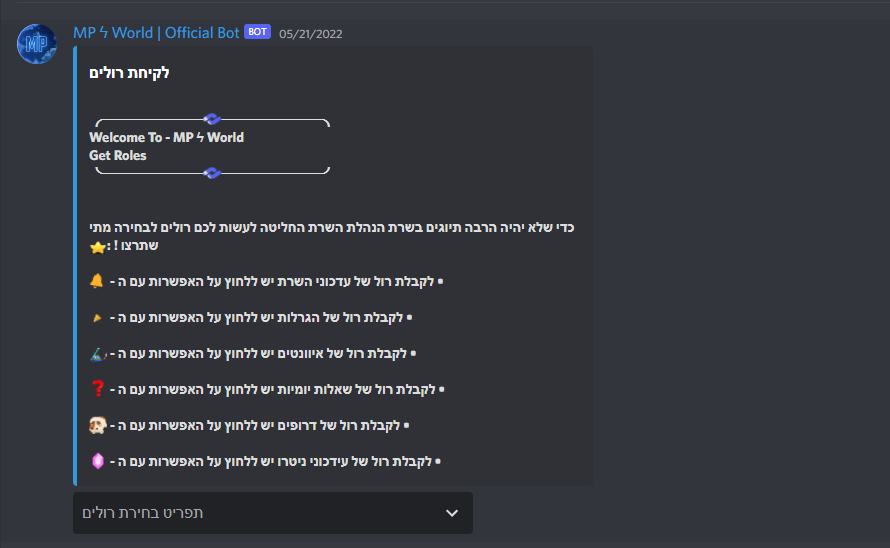 MP ϟ World | Official Bot BOT 05/21/2022
לקיחת רולים
Welcome To - MP ϟ World
Get Roles
כדי שלא יהיה הרבה תיוגים בשרת הנהלת השרת החליטה לעשות לכם רולים לבחירה מתי
שתרצו ! :⭐
• לקבלת רול של עדכוני השרת יש ללחוץ על האפשרות עם ה - 🔔
• לקבלת רול של הגרלות יש ללחוץ על האפשרות עם ה -
• לקבלת רול של איוונטים יש ללחוץ על האפשרות עם ה -
• לקבלת רול של שאלות יומיות יש ללחוץ על האפשרות עם ה - ❓
• לקבלת רול של דרופים יש ללחוץ על האפשרות עם ה -
• לקבלת רול של עידכוני ניטרו יש ללחוץ על האפשרות עם ה -
תפריט בחירת רולים